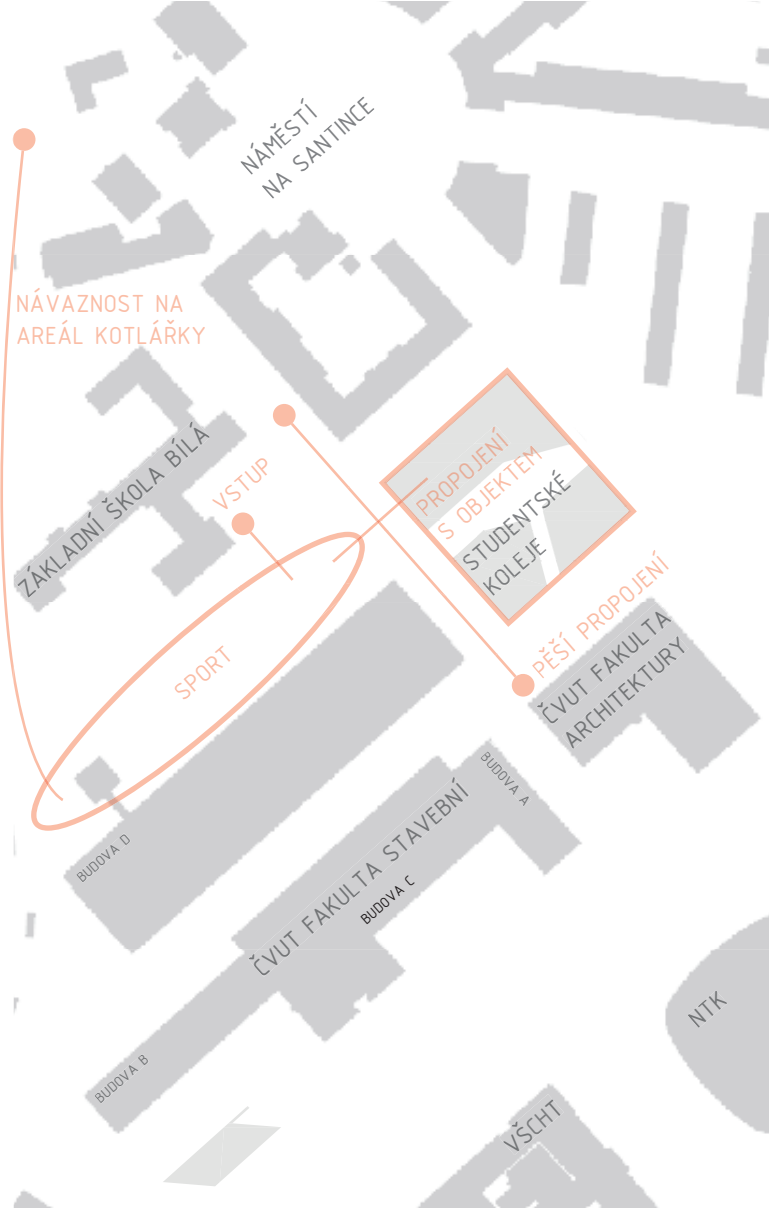 NÁMĚSTÍ
NA SANTINCE
NÁVAZNOST NA
AREÁL KOTLÁŘKY
ZÁKLADNÍ ŠKOLA BÍLÁ
VSTUP
PROPOJENÍ
S OBJEKTEM
STUDENTSKÉ
KOLEJE
SPORT
PĚŠÍ PROPOJENÍ
ČVUT FAKULTA
ARCHITEKTURY
BUDOVA A
BUDOVA D
ČVUT FAKULTA STAVEBNÍ
BUDOVA C
BUDOVA B
NTK
VŠCHT